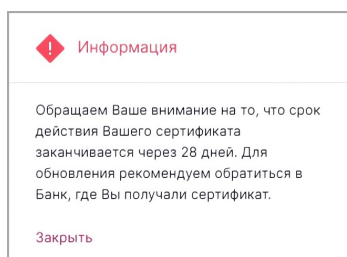 Информация
Обращаем Ваше внимание на то, что срок
действия Вашего сертификата
заканчивается через 28 дней. Для
обновления рекомендуем обратиться в
Банк, где Вы получали сертификат.
Закрыть